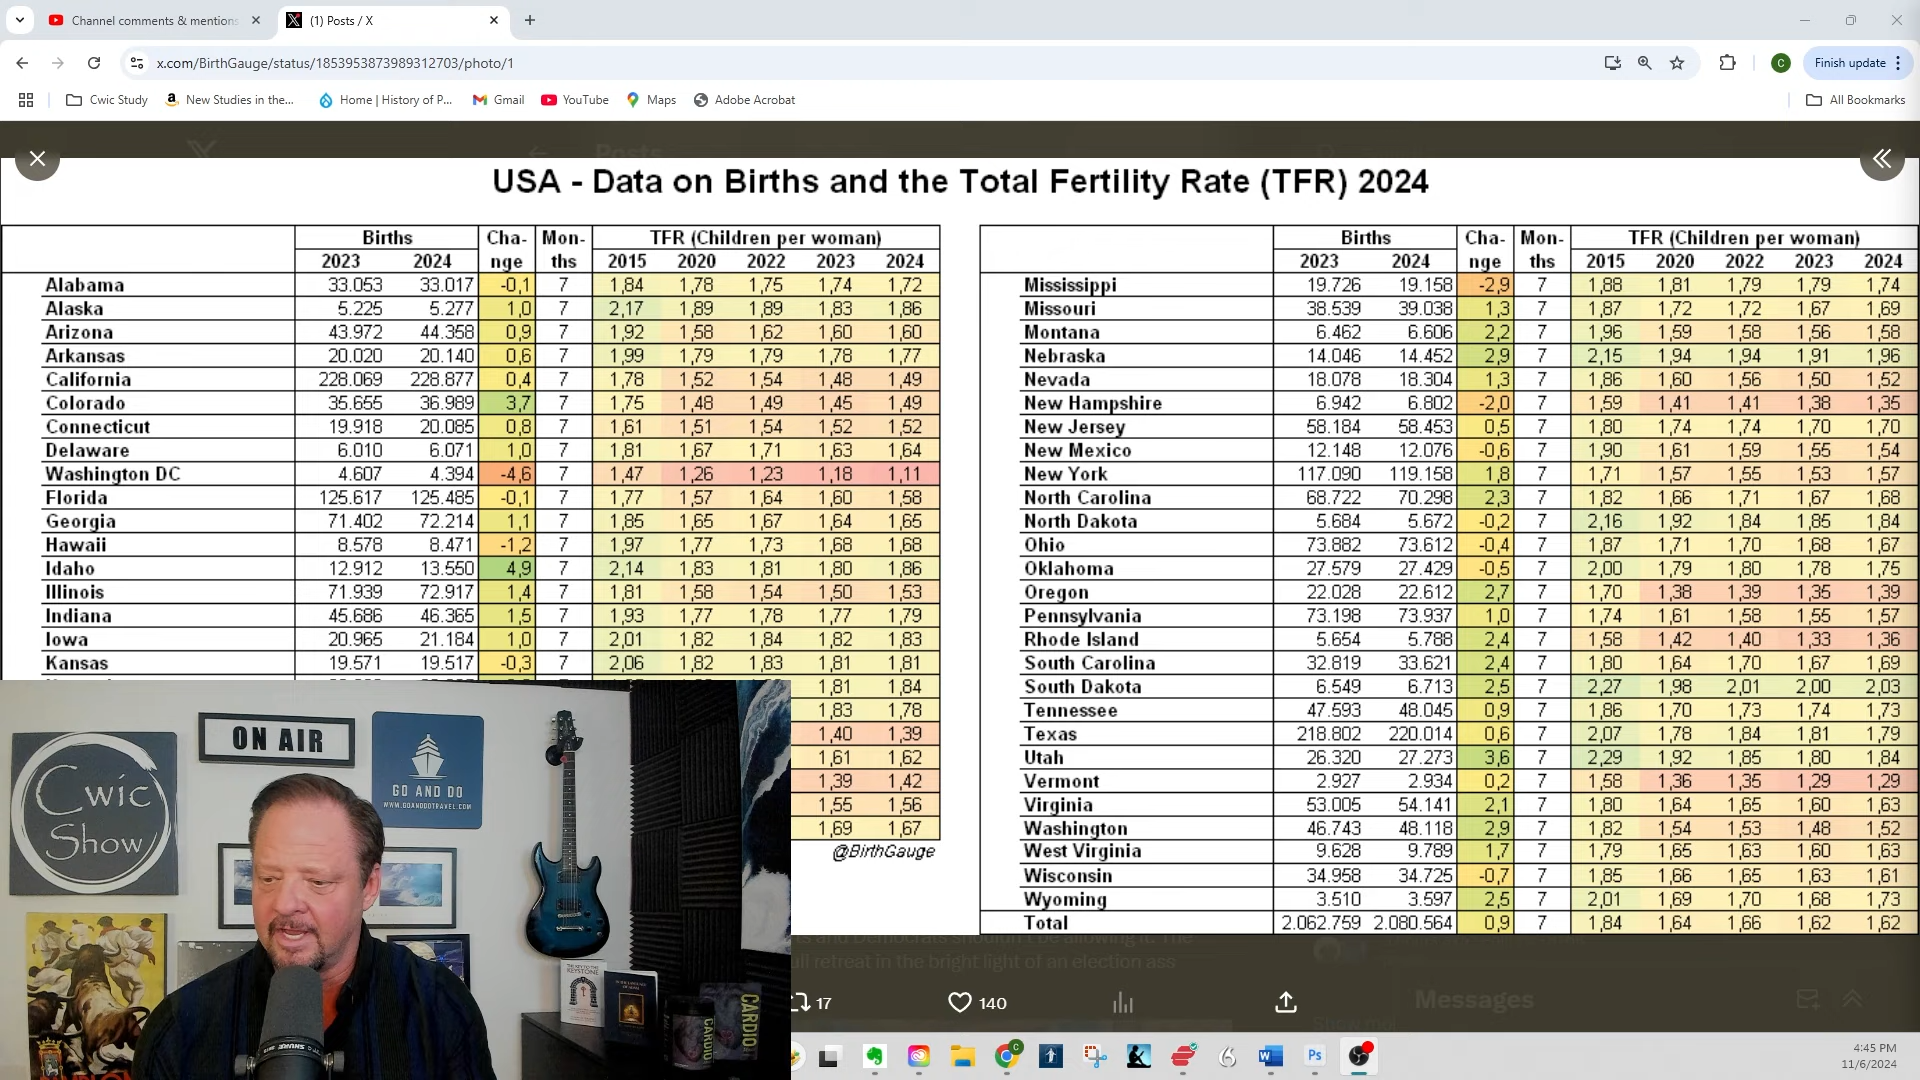 Channel comments & mentions
(1) Posts / X
x.com/BirthGauge/status/1853953873989312703/photo/1
C
Finish update
Cwic Study
New Studies in the...
Home | History of P...
Gmail
YouTube
Maps
Adobe Acrobat
All Bookmarks
Posts
USA - Data on Births and the Total Fertility Rate (TFR) 2024
Births Cha- Mon- TFR (Children per woman)
2023 2024 nge ths 2015 2020 2022 2023 2024
Alabama 33.053 33.017 -0,1 7 1,84 1,78 1,75 1,74 1,72
Alaska 5.225 5.277 1,0 7 2,17 1,89 1,89 1,83 1,86
Arizona 43.972 44.358 0,9 7 1,92 1,58 1,62 1,60 1,60
Arkansas 20.020 20.140 0,6 7 1,99 1,79 1,79 1,78 1,77
California 228.069 228.877 0,4 7 1,78 1,52 1,54 1,48 1,49
Colorado 35.655 36.989 3,7 7 1,75 1,48 1,49 1,45 1,49
Connecticut 19.918 20.085 0,8 7 1,61 1,51 1,54 1,52 1,52
Delaware 6.010 6.071 1,0 7 1,81 1,67 1,71 1,63 1,64
Washington DC 4.607 4.394 -4,6 7 1,47 1,26 1,23 1,18 1,11
Florida 125.617 125.485 -0,1 7 1,77 1,57 1,64 1,60 1,58
Georgia 71.402 72.214 1,1 7 1,85 1,65 1,67 1,64 1,65
Hawaii 8.578 8.471 -1,2 7 1,97 1,77 1,73 1,68 1,68
Idaho 12.912 13.550 4,9 7 2,14 1,83 1,81 1,80 1,86
Illinois 71.939 72.917 1,4 7 1,81 1,58 1,54 1,50 1,53
Indiana 45.686 46.365 1,5 7 1,93 1,77 1,78 1,77 1,79
Iowa 20.965 21.184 1,0 7 2,01 1,82 1,84 1,82 1,83
Kansas 19.571 19.517 -0,3 7 2,06 1,82 1,83 1,81 1,81
1,81 1,84
1,83 1,78
1,40 1,39
1,61 1,62
1,39 1,42
1,55 1,56
1,69 1,67
@BirthGauge
Births Cha- Mon- TFR (Children per woman)
2023 2024 nge ths 2015 2020 2022 2023 2024
Mississippi 19.726 19.158 -2,9 7 1,88 1,81 1,79 1,79 1,74
Missouri 38.539 39.038 1,3 7 1,87 1,72 1,72 1,67 1,69
Montana 6.462 6.606 2,2 7 1,96 1,59 1,58 1,56 1,58
Nebraska 14.046 14.452 2,9 7 2,15 1,94 1,94 1,91 1,96
Nevada 18.078 18.304 1,3 7 1,86 1,60 1,56 1,50 1,52
New Hampshire 6.942 6.802 -2,0 7 1,59 1,41 1,41 1,38 1,35
New Jersey 58.184 58.453 0,5 7 1,80 1,74 1,74 1,70 1,70
New Mexico 12.148 12.076 -0,6 7 1,90 1,61 1,59 1,55 1,54
New York 117.090 119.158 1,8 7 1,71 1,57 1,55 1,53 1,57
North Carolina 68.722 70.298 2,3 7 1,82 1,66 1,71 1,67 1,68
North Dakota 5.684 5.672 -0,2 7 2,16 1,92 1,84 1,85 1,84
Ohio 73.882 73.612 -0,4 7 1,87 1,71 1,70 1,68 1,67
Oklahoma 27.579 27.429 -0,5 7 2,00 1,79 1,80 1,78 1,75
Oregon 22.028 22.612 2,7 7 1,70 1,38 1,39 1,35 1,39
Pennsylvania 73.198 73.937 1,0 7 1,74 1,61 1,58 1,55 1,57
Rhode Island 5.654 5.788 2,4 7 1,58 1,42 1,40 1,33 1,36
South Carolina 32.819 33.621 2,4 7 1,80 1,64 1,70 1,67 1,69
South Dakota 6.549 6.713 2,5 7 2,27 1,98 2,01 2,00 2,03
Tennessee 47.593 48.045 0,9 7 1,86 1,70 1,73 1,74 1,73
Texas 218.802 220.014 0,6 7 2,07 1,78 1,84 1,81 1,79
Utah 26.320 27.273 3,6 7 2,29 1,92 1,85 1,80 1,84
Vermont 2.927 2.934 0,2 7 1,58 1,36 1,35 1,29 1,29
Virginia 53.005 54.141 2,1 7 1,80 1,64 1,65 1,60 1,63
Washington 46.743 48.118 2,9 7 1,82 1,54 1,53 1,48 1,52
West Virginia 9.628 9.789 1,7 7 1,79 1,65 1,63 1,60 1,63
Wisconsin 34.958 34.725 -0,7 7 1,85 1,66 1,65 1,63 1,61
Wyoming 3.510 3.597 2,5 7 2,01 1,69 1,70 1,68 1,73
Total 2.062.759 2.080.564 0,9 7 1,84 1,64 1,66 1,62 1,62
and Democrats shouldn't be allowing it. The
retreat in the bright light of an election ass
17
140
Messages
Cwic
Show
ON AIR
GO AND DO
WWW.GOANDDOTRAVEL.COM
KEYSTONE
CARDIO
CARDIO
SHURE
4:45 PM
11/6/2024